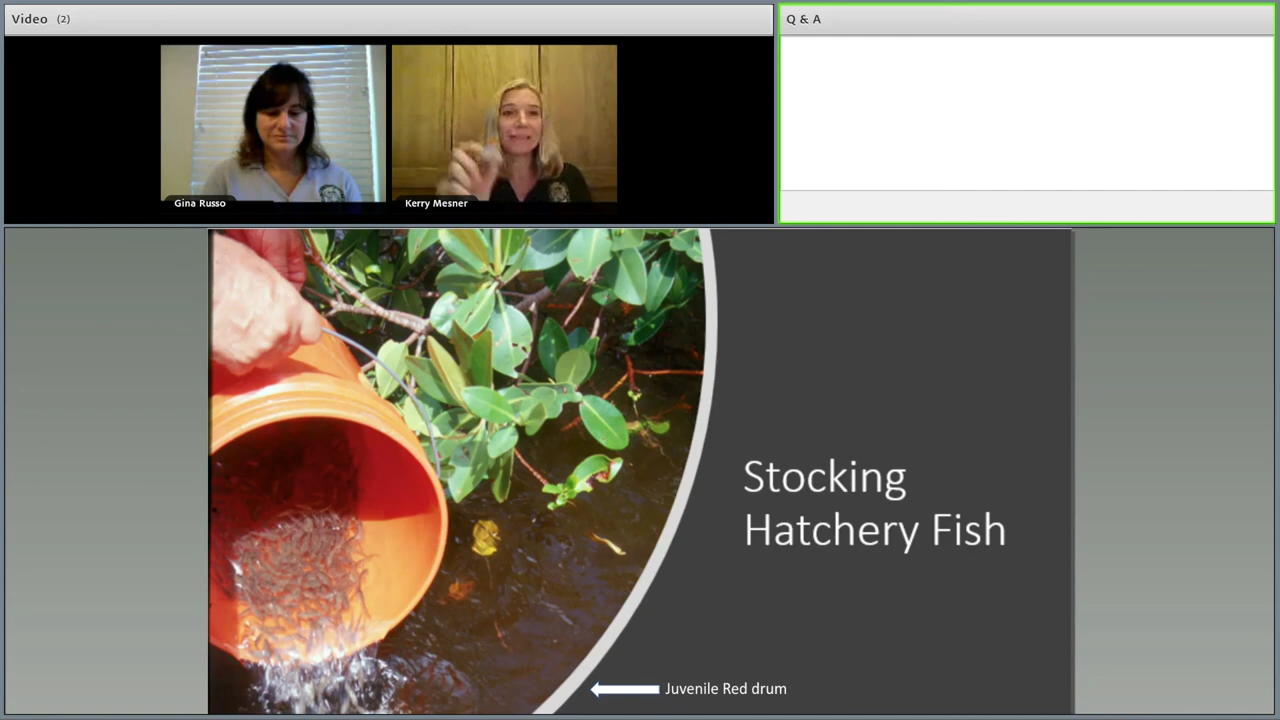 Video (2)
Q & A
Gina Russo
Kerry Mesner
Stocking
Hatchery Fish
Juvenile Red drum